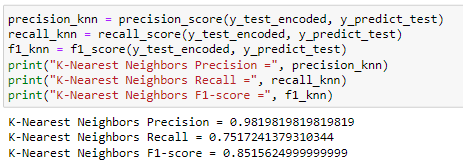 precision_knn = precision_score(y_test_encoded, y_predict_test)
recall_knn = recall_score(y_test_encoded, y_predict_test)
f1_knn = f1_score(y_test_encoded, y_predict_test)
print("K-Nearest Neighbors Precision =", precision_knn)
print("K-Nearest Neighbors Recall =", recall_knn)
print("K-Nearest Neighbors F1-score =", f1_knn)
K-Nearest Neighbors Precision = 0.9819819819819819
K-Nearest Neighbors Recall = 0.7517241379310344
K-Nearest Neighbors F1-score = 0.8515624999999999